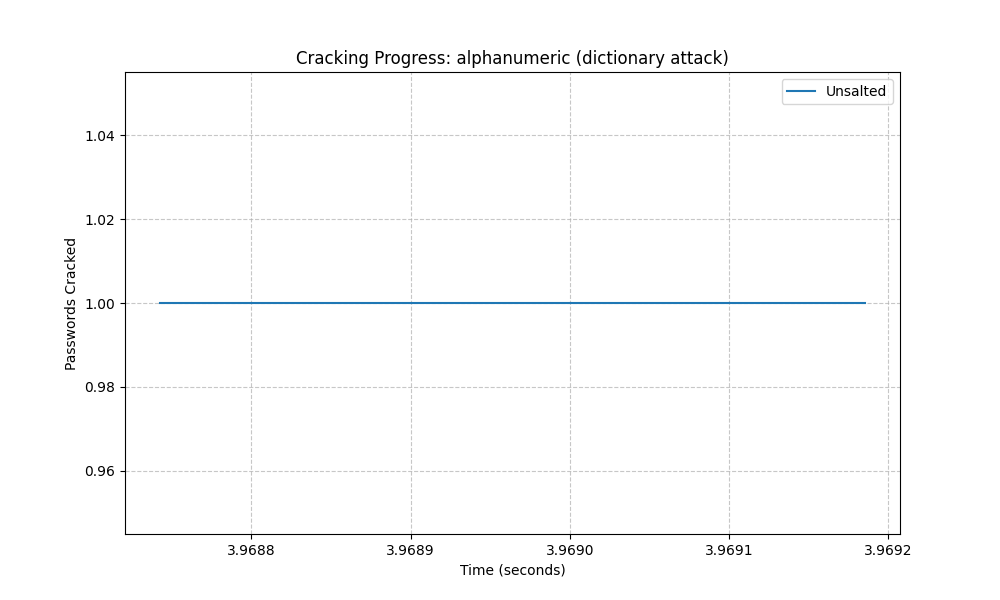 Cracking Progress: alphanumeric (dictionary attack)
Unsalted
1.04
1.02
1.00
0.98
0.96
Passwords Cracked
3.9688 3.9689 3.9690 3.9691 3.9692
Time (seconds)